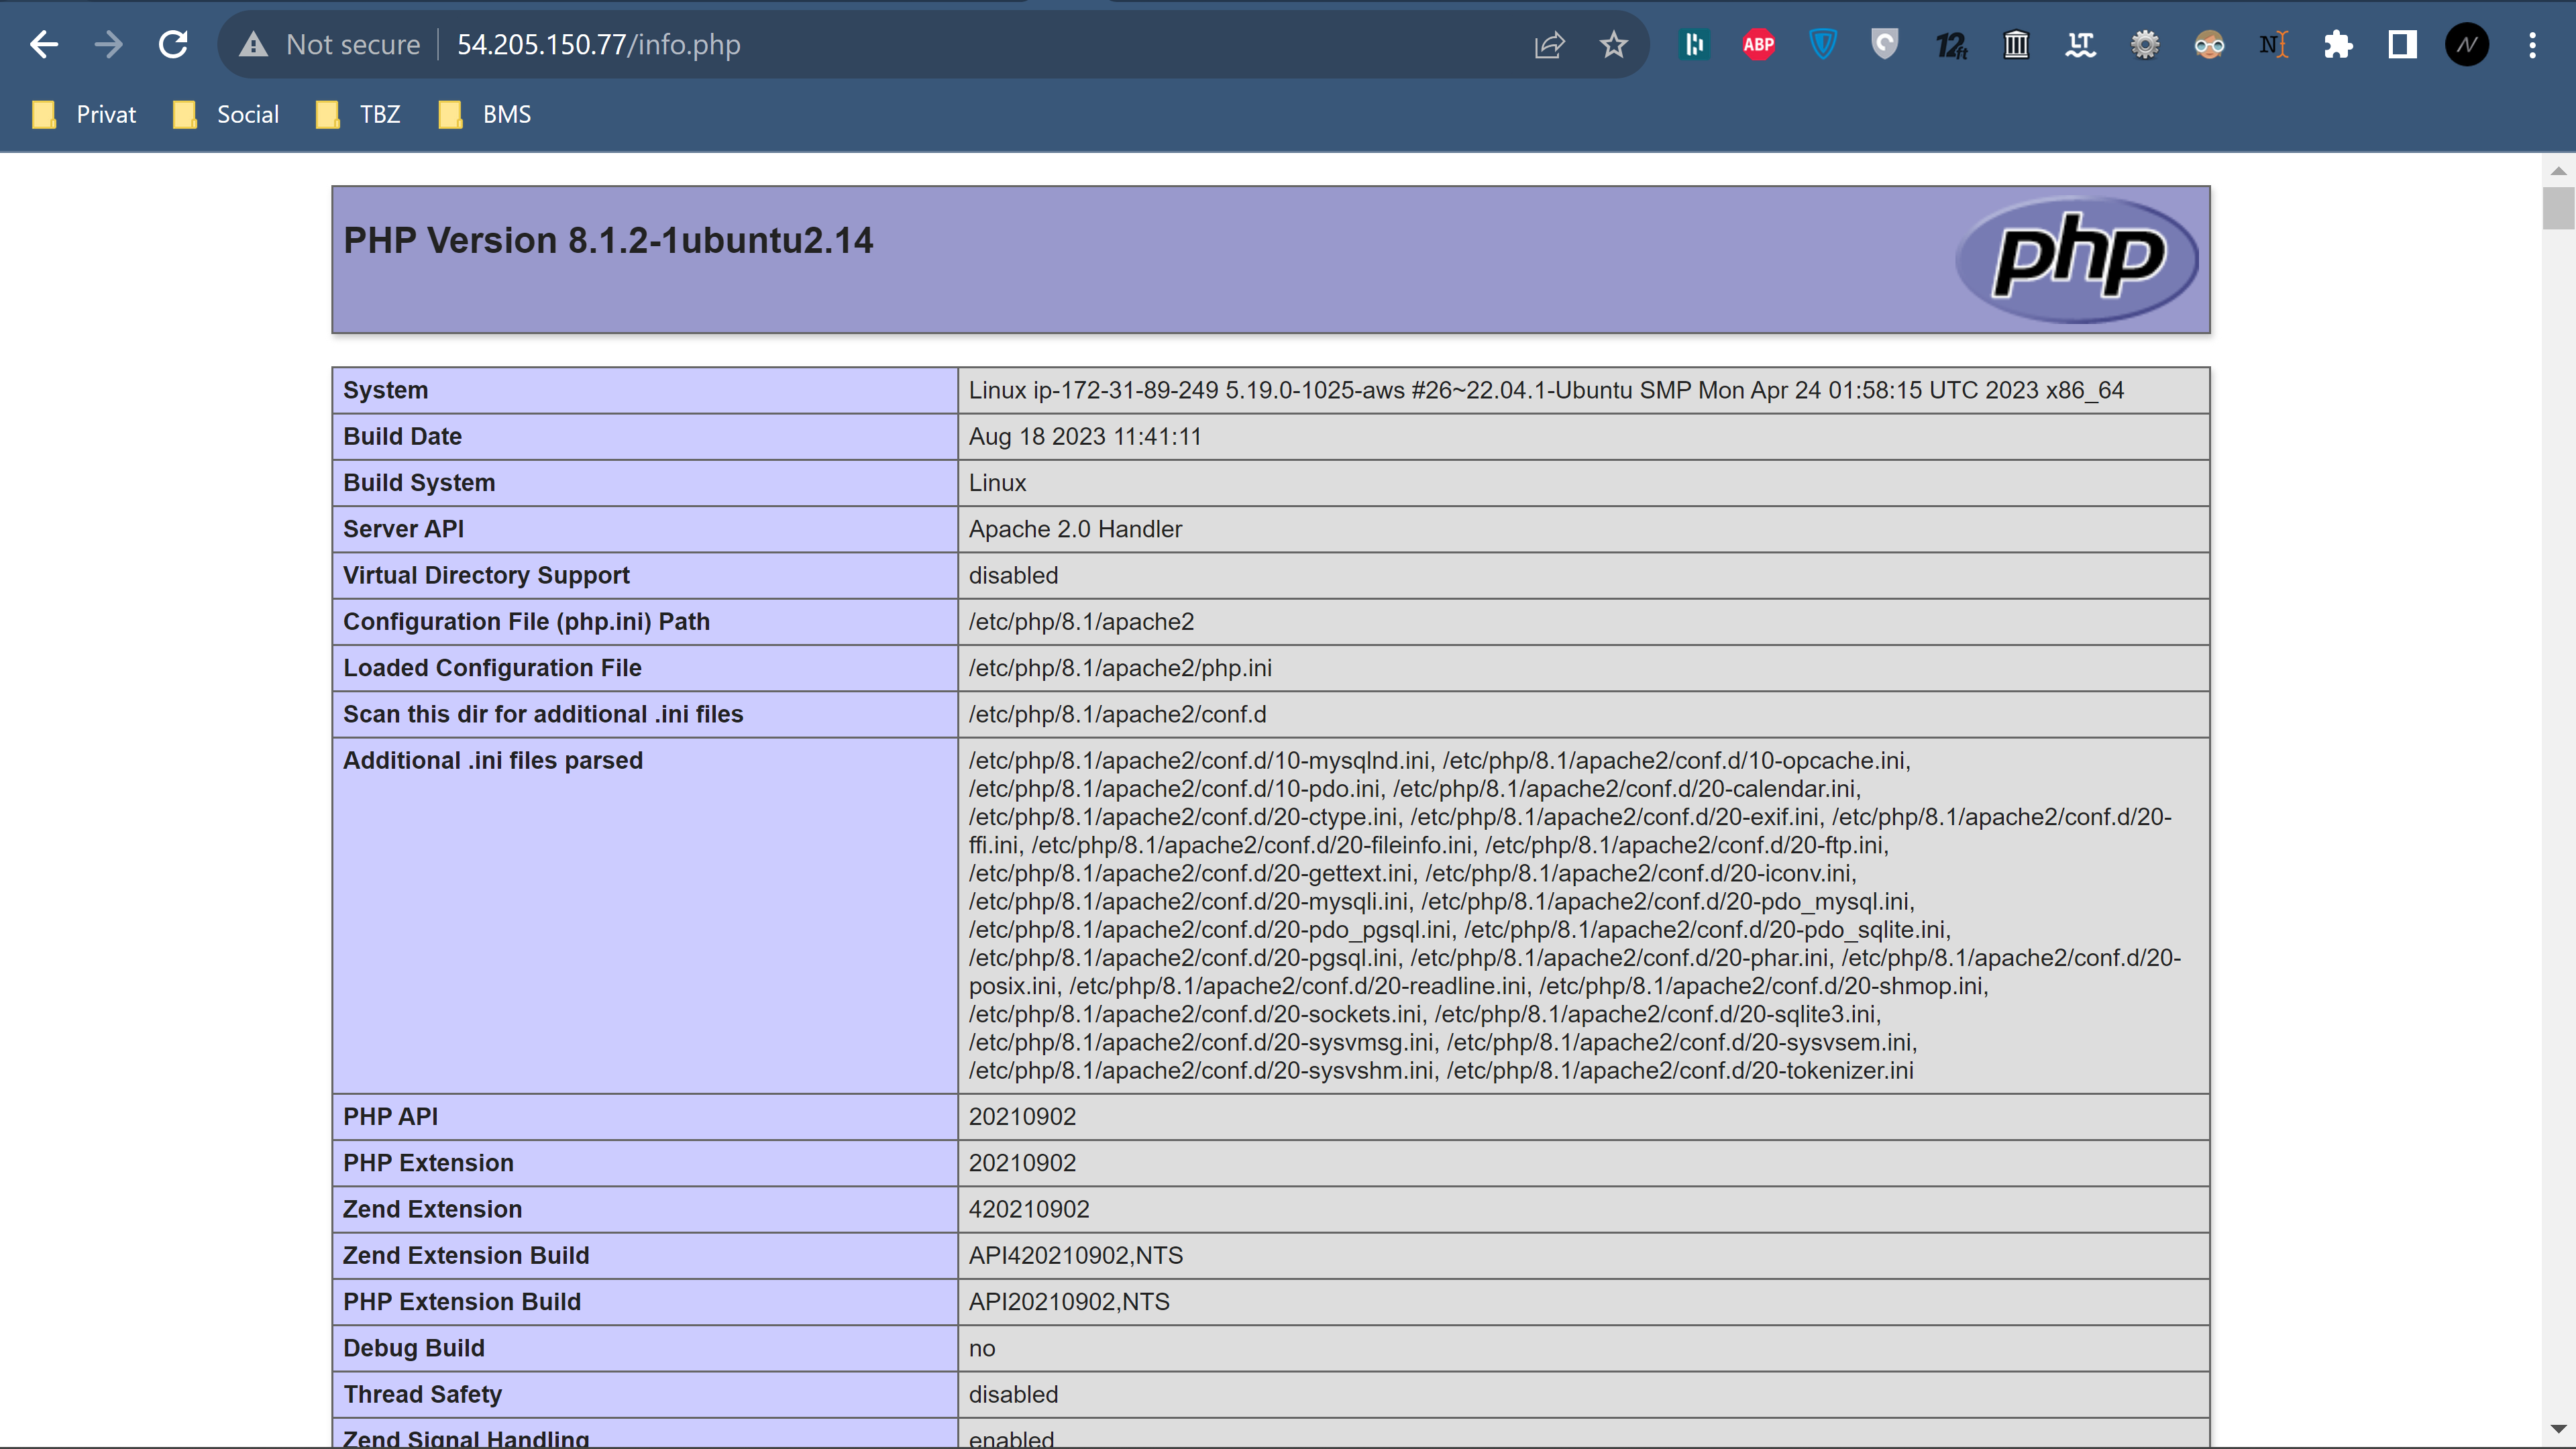 Not secure 54.205.150.77/info.php
ABP 12ft LT N N
Privat Social TBZ BMS
PHP Version 8.1.2-1ubuntu2.14
php
System Linux ip-172-31-89-249 5.19.0-1025-aws #26~22.04.1-Ubuntu SMP Mon Apr 24 01:58:15 UTC 2023 x86_64
Build Date Aug 18 2023 11:41:11
Build System Linux
Server API Apache 2.0 Handler
Virtual Directory Support disabled
Configuration File (php.ini) Path /etc/php/8.1/apache2
Loaded Configuration File /etc/php/8.1/apache2/php.ini
Scan this dir for additional .ini files /etc/php/8.1/apache2/conf.d
Additional .ini files parsed /etc/php/8.1/apache2/conf.d/10-mysqlnd.ini, /etc/php/8.1/apache2/conf.d/10-opcache.ini,
/etc/php/8.1/apache2/conf.d/10-pdo.ini, /etc/php/8.1/apache2/conf.d/20-calendar.ini,
/etc/php/8.1/apache2/conf.d/20-ctype.ini, /etc/php/8.1/apache2/conf.d/20-exif.ini, /etc/php/8.1/apache2/conf.d/20-
ffi.ini, /etc/php/8.1/apache2/conf.d/20-fileinfo.ini, /etc/php/8.1/apache2/conf.d/20-ftp.ini,
/etc/php/8.1/apache2/conf.d/20-gettext.ini, /etc/php/8.1/apache2/conf.d/20-iconv.ini,
/etc/php/8.1/apache2/conf.d/20-mysqli.ini, /etc/php/8.1/apache2/conf.d/20-pdo_mysql.ini,
/etc/php/8.1/apache2/conf.d/20-pdo_pgsql.ini, /etc/php/8.1/apache2/conf.d/20-pdo_sqlite.ini,
/etc/php/8.1/apache2/conf.d/20-pgsql.ini, /etc/php/8.1/apache2/conf.d/20-phar.ini, /etc/php/8.1/apache2/conf.d/20-
posix.ini, /etc/php/8.1/apache2/conf.d/20-readline.ini, /etc/php/8.1/apache2/conf.d/20-shmop.ini,
/etc/php/8.1/apache2/conf.d/20-sockets.ini, /etc/php/8.1/apache2/conf.d/20-sqlite3.ini,
/etc/php/8.1/apache2/conf.d/20-sysvmsg.ini, /etc/php/8.1/apache2/conf.d/20-sysvsem.ini,
/etc/php/8.1/apache2/conf.d/20-sysvshm.ini, /etc/php/8.1/apache2/conf.d/20-tokenizer.ini
PHP API 20210902
PHP Extension 20210902
Zend Extension 420210902
Zend Extension Build API420210902,NTS
PHP Extension Build API20210902,NTS
Debug Build no
Thread Safety disabled
Zend Signal Handling enabled